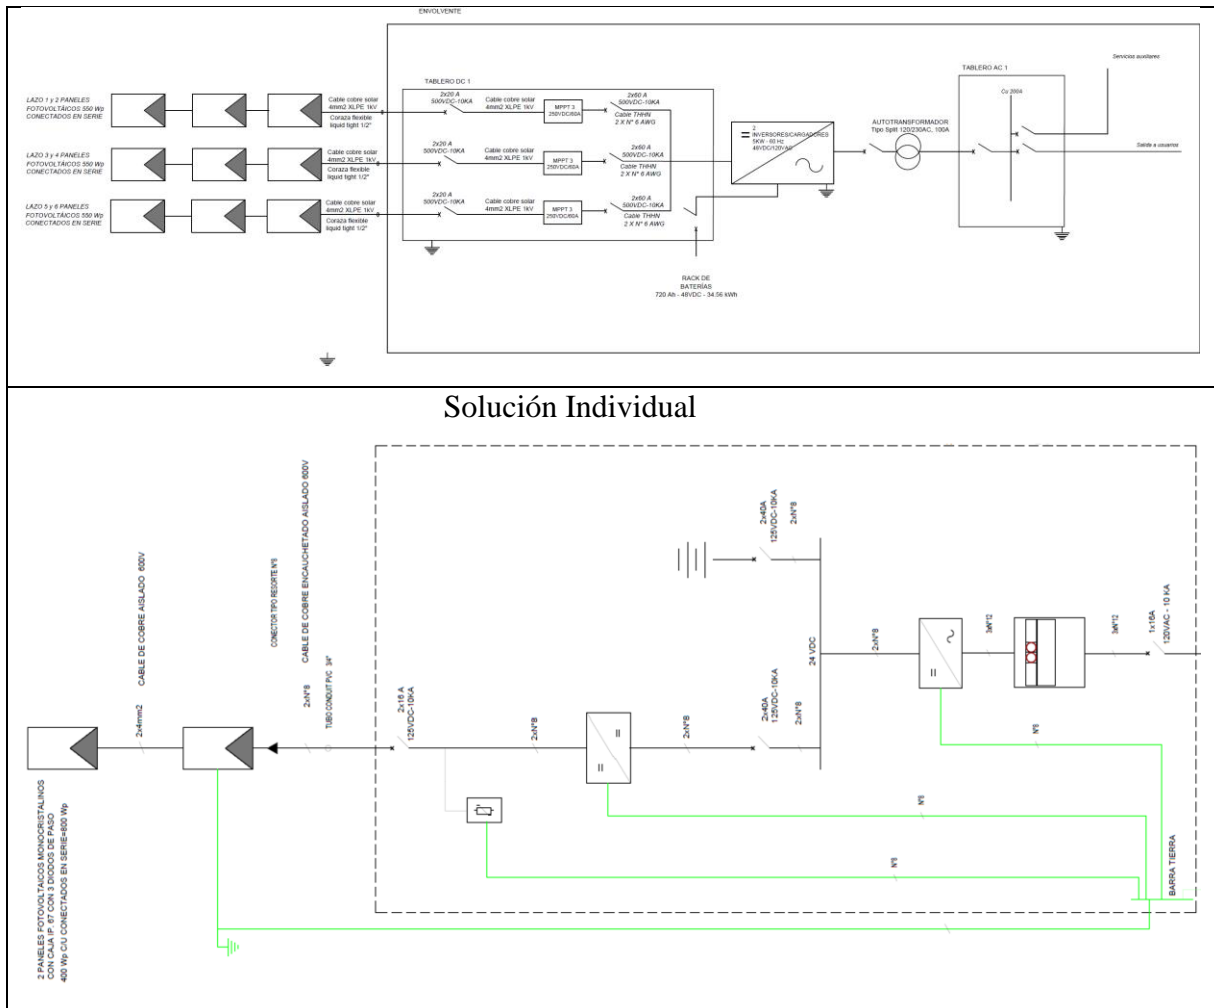 ENVOLVENTE
TABLERO DC 1
TABLERO AC 1
Servicios auxiliares
Cu 200A
Salida a usuarios
AUTOTRANSFORMADOR
Tipo Split 120/230AC, 100A
LAZO 1 y 2 PANELES
FOTOVOLTÁICOS 550 Wp
CONECTADOS EN SERIE
Cable cobre solar
4mm2 XLPE 1kV
Coraza flexible
liquid tight 1/2"
2x20 A
500VDC-10KA
Cable cobre solar
4mm2 XLPE 1kV
MPPT 3
250VDC/60A
2x60 A
500VDC-10KA
Cable THHN
2 X N° 6 AWG
2
INVERSORES/CARGADORES
5KW - 60 Hz
48VDC/120VAC
LAZO 3 y 4 PANELES
FOTOVOLTÁICOS 550 Wp
CONECTADOS EN SERIE
Cable cobre solar
4mm2 XLPE 1kV
Coraza flexible
liquid tight 1/2"
2x20 A
500VDC-10KA
Cable cobre solar
4mm2 XLPE 1kV
MPPT 3
250VDC/60A
2x60 A
500VDC-10KA
Cable THHN
2 X N° 6 AWG
LAZO 5 y 6 PANELES
FOTOVOLTÁICOS 550 Wp
CONECTADOS EN SERIE
Cable cobre solar
4mm2 XLPE 1kV
Coraza flexible
liquid tight 1/2"
2x20 A
500VDC-10KA
Cable cobre solar
4mm2 XLPE 1kV
MPPT 3
250VDC/60A
2x60 A
500VDC-10KA
Cable THHN
2 X N° 6 AWG
RACK DE
BATERÍAS
720 Ah - 48VDC - 34.56 kWh
Solución Individual
2 PANELES FOTOVOLTAICOS MONOCRISTALINOS
CON CAJA IP. 67 CON 3 DIODOS DE PASO
400 Wp C/U CONECTADOS EN SERIE=800 Wp
2x4mm2
CABLE DE COBRE AISLADO 600V
CONECTOR TIPO RESORTE N°8
2xN°8
CABLE DE COBRE ENCAUCHETADO AISLADO 600V
TUBO CONDUIT PVC 3/4"
2x16 A
125VDC-10KA
2xN°8
2xN°8
2x40A
125VDC-10KA
2xN°8
2x40A
125VDC-10KA
2xN°8
24 VDC
2xN°8
3xN°12
3xN°12
1x16A
120VAC - 10 KA
N°8
N°8
N°8
BARRA TIERRA